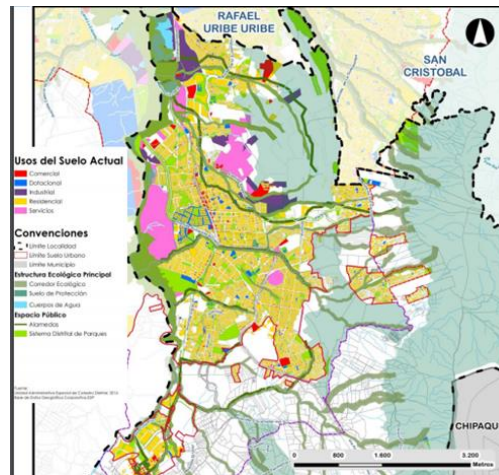 RAFAEL
URIBE URIBE
SAN
CRISTOBAL
Usos del Suelo Actual
Comercial
Dotacional
Industrial
Residencial
Servicios
Convenciones
Límite Localidad
Límite Suelo Urbano
Límite Municipio
Estructura Ecológica Principal
Corredor Ecológico
Suelo de Protección
Cuerpos de Agua
Espacio Público
Alamedas
Sistema Distrital de Parques
Fuente:
CHIPAQU
0 800 1.600 3.200
Metros